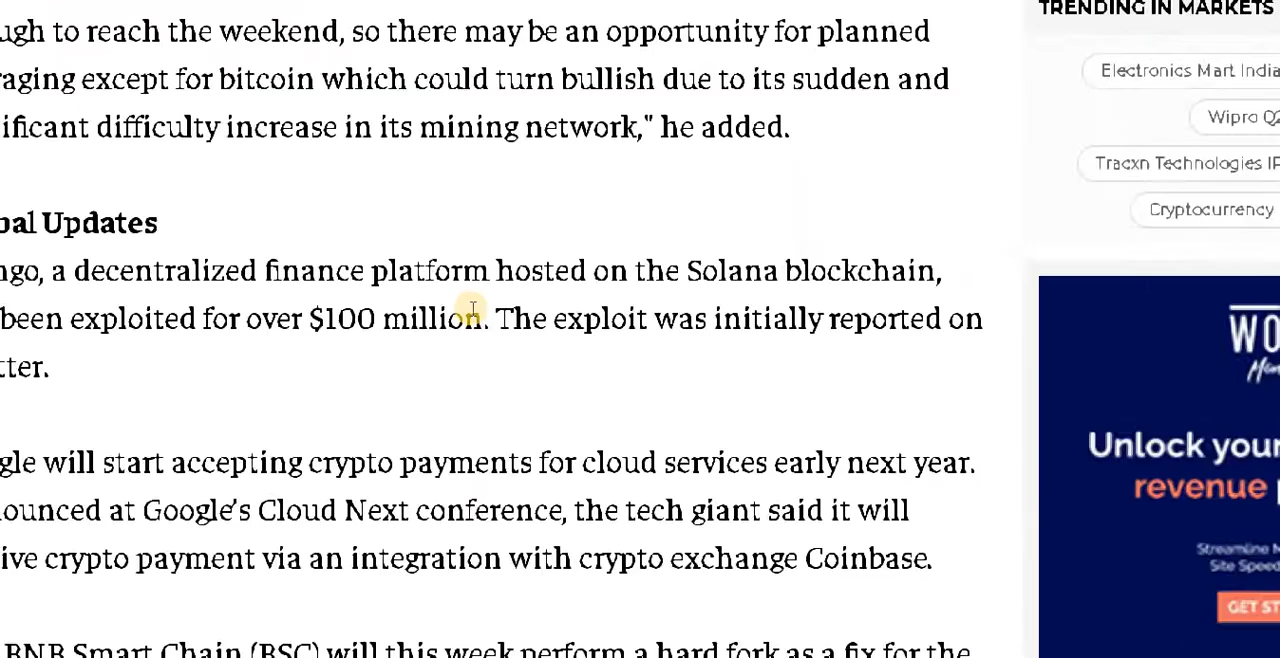 ugh to reach the weekend, so there may be an opportunity for planned
raging except for bitcoin which could turn bullish due to its sudden and
ificant difficulty increase in its mining network," he added.
bal Updates
ngo, a decentralized finance platform hosted on the Solana blockchain,
been exploited for over $100 million. The exploit was initially reported on
tter.
gle will start accepting crypto payments for cloud services early next year.
nounced at Google's Cloud Next conference, the tech giant said it will
ive crypto payment via an integration with crypto exchange Coinbase.
BNB Smart Chain (BSC) will this week perform a hard fork as a fix for the
TRENDING IN MARKETS
Electronics Mart India
Wipro Q2
Tracxn Technologies IP
Cryptocurrency
WO
Unlock your
revenue
Streamline
Site Speed
GET ST